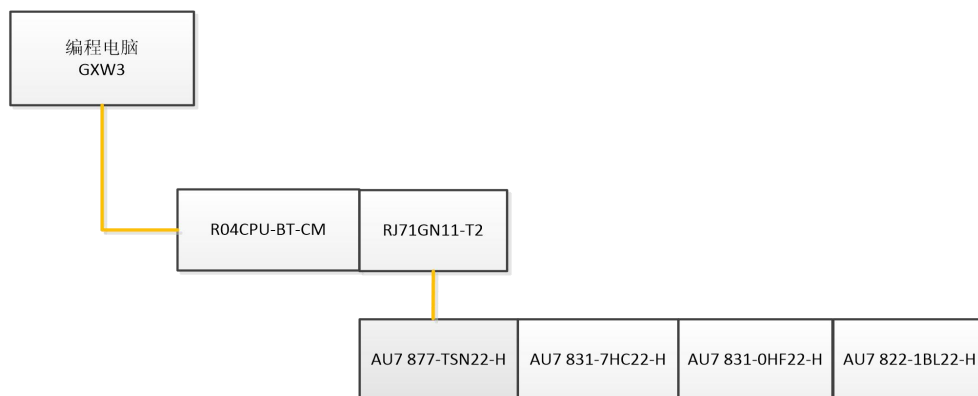 编程电脑
GXW3
R04CPU-BT-CM
RJ71GN11-T2
AU7 877-TSN22-H
AU7 831-7HC22-H
AU7 831-0HF22-H
AU7 822-1BL22-H